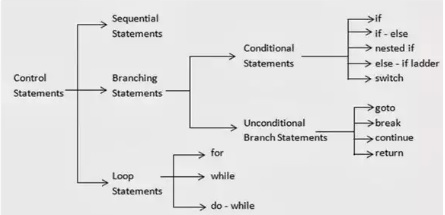 Control
Statements
Sequential
Statements
Branching
Statements
Loop
Statements
Conditional
Statements
Unconditional
Branch Statements
if
if - else
nested if
else - if ladder
switch
goto
break
continue
return
for
while
do - while